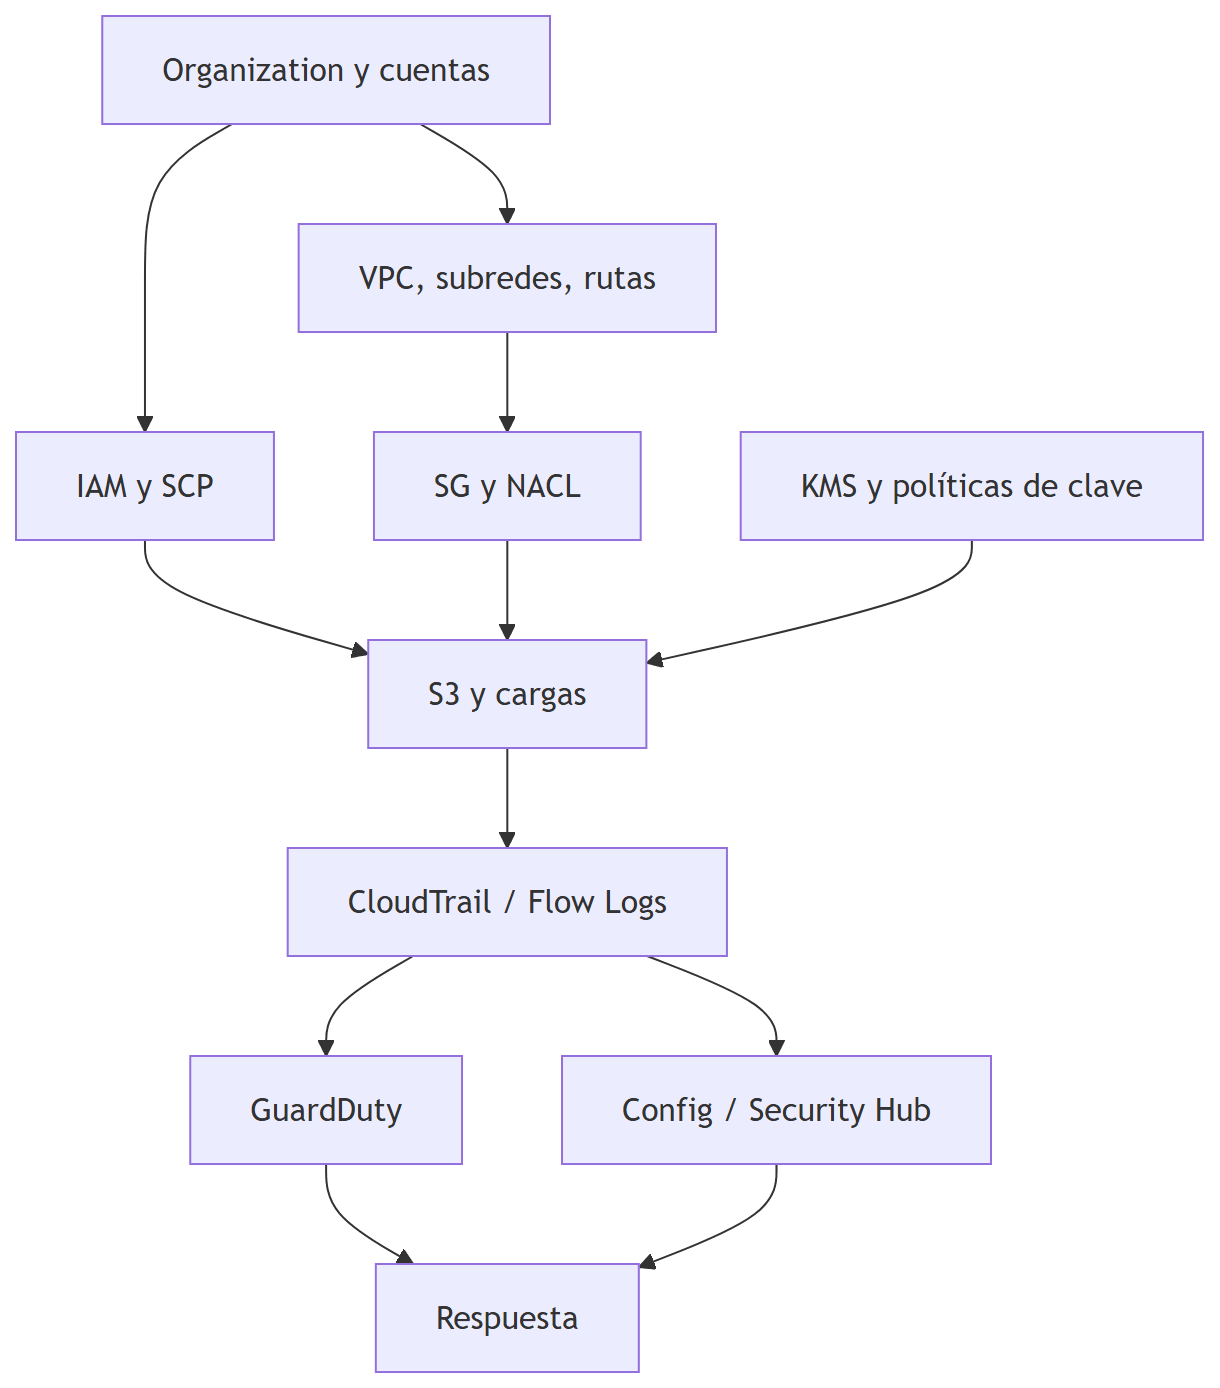 Organization y cuentas
VPC, subredes, rutas
IAM y SCP
SG y NACL
KMS y políticas de clave
S3 y cargas
CloudTrail / Flow Logs
GuardDuty
Config / Security Hub
Respuesta